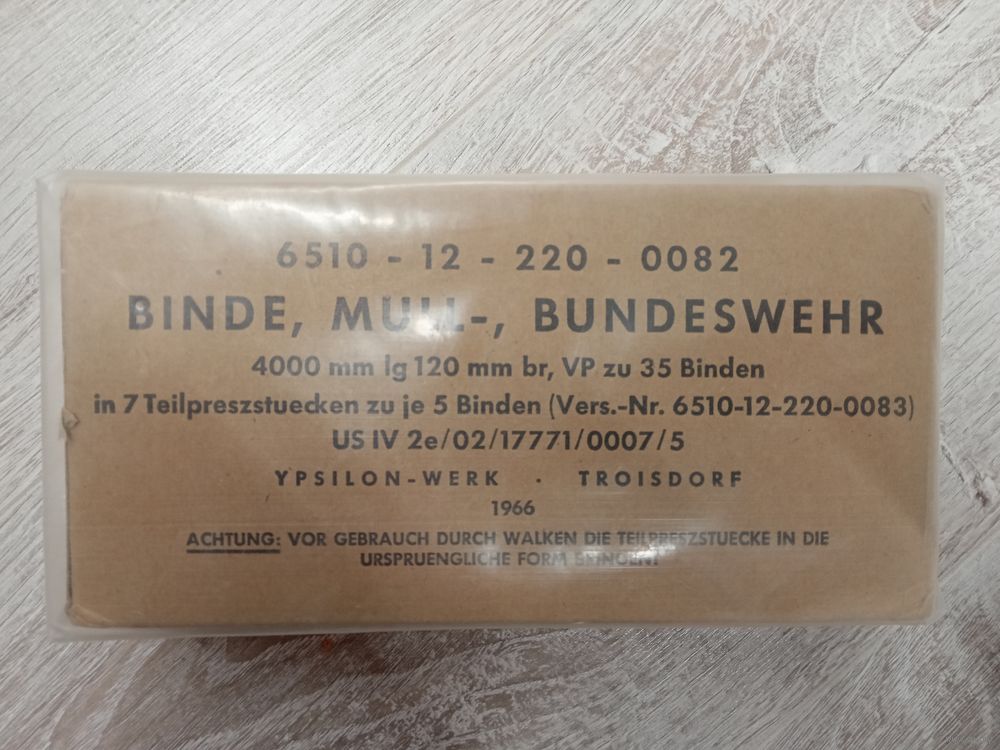 6510 - 12 - 220 - 0082
BINDE, MULL-, BUNDESWEHR
4000 mm lg 120 mm br, VP zu 35 Binden
in 7 Teilpreszstuecken zu je 5 Binden (Vers.-Nr. 6510-12-220-0083)
US IV 2e/02/17771/0007/5
YPSILON-WERK · TROISDORF
1966
ACHTUNG: VOR GEBRAUCH DURCH WALKEN DIE TEILPRESZSTUECKE IN DIE
URSPRUENGLICHE FORM BRINGEN!